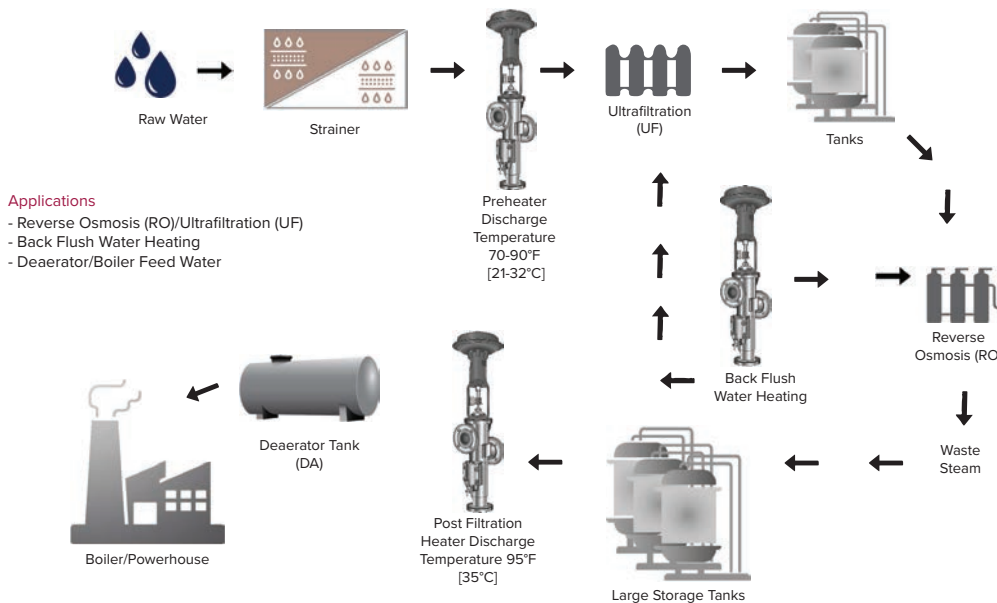 Raw Water
Strainer
Preheater
Discharge
Temperature
70-90°F
[21-32°C]
Ultrafiltration
(UF)
Tanks
Applications
- Reverse Osmosis (RO)/Ultrafiltration (UF)
- Back Flush Water Heating
- Deaerator/Boiler Feed Water
Back Flush
Water Heating
Reverse
Osmosis (RO
Waste
Steam
Large Storage Tanks
Post Filtration
Heater Discharge
Temperature 95°F
[35°C]
Deaerator Tank
(DA)
Boiler/Powerhouse